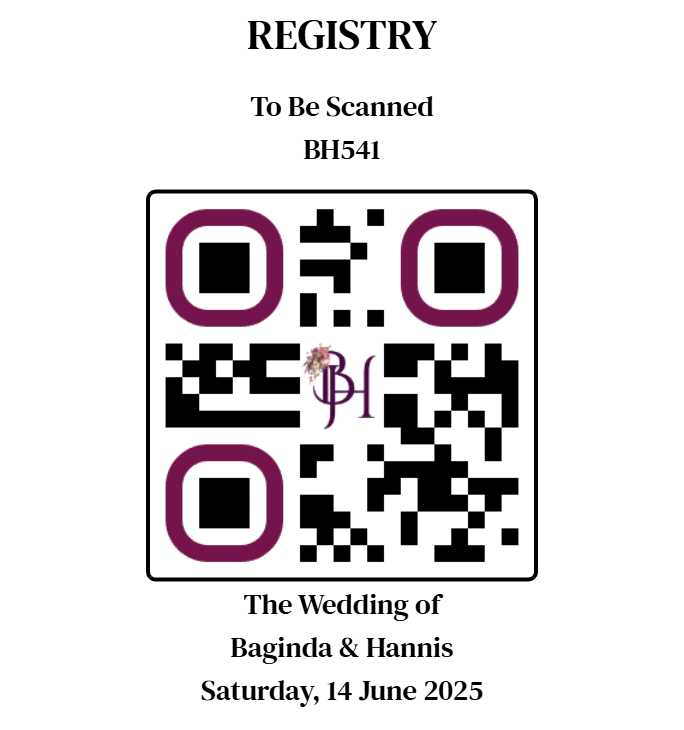 REGISTRY
To Be Scanned
BH541
BH
The Wedding of
Baginda & Hannis
Saturday, 14 June 2025